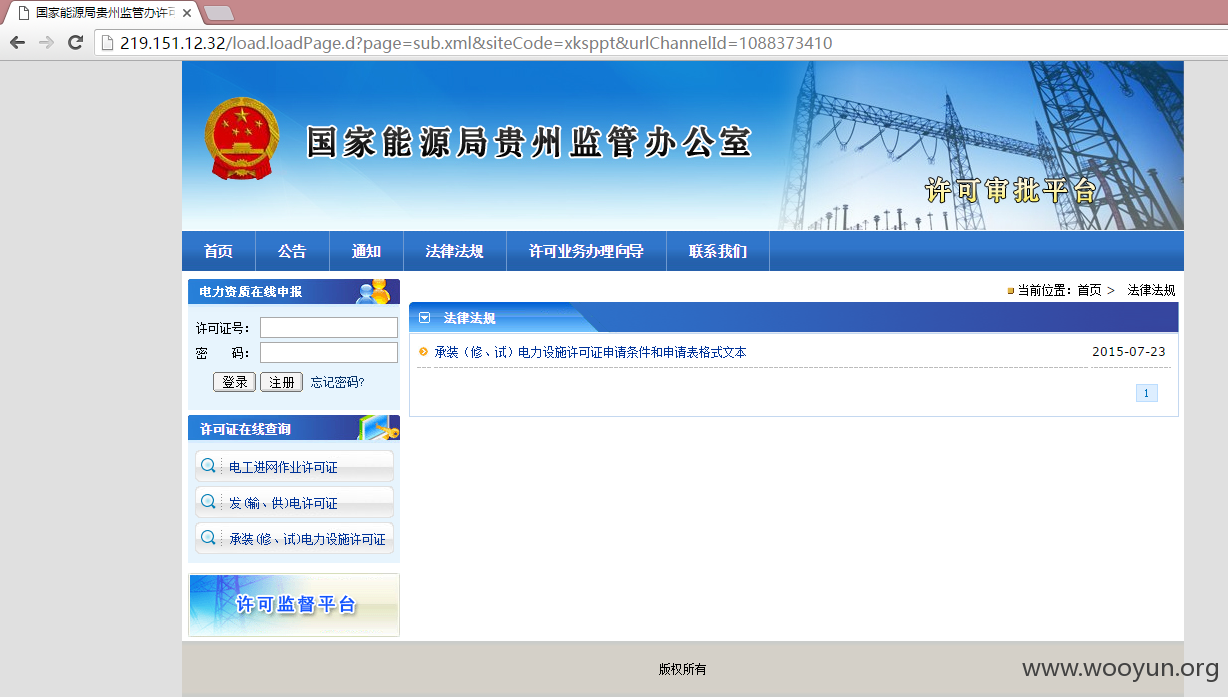 国家能源局贵州监管办许可
219.151.12.32/load.loadPage.d?page=sub.xml&siteCode=xksppt&urlChannelId=1088373410
国家能源局贵州监管办公室
许可审批平台
首页 公告 通知 法律法规 许可业务办理向导 联系我们
电力资质在线申报
许可证号：
密 码：
登录 注册 忘记密码?
许可证在线查询
电工进网作业许可证
发(输、供)电许可证
承装(修、试)电力设施许可证
许可监督平台
当前位置：首页 > 法律法规
法律法规
承装（修、试）电力设施许可证申请条件和申请表格式文本 2015-07-23
1
版权所有
www.wooyun.org